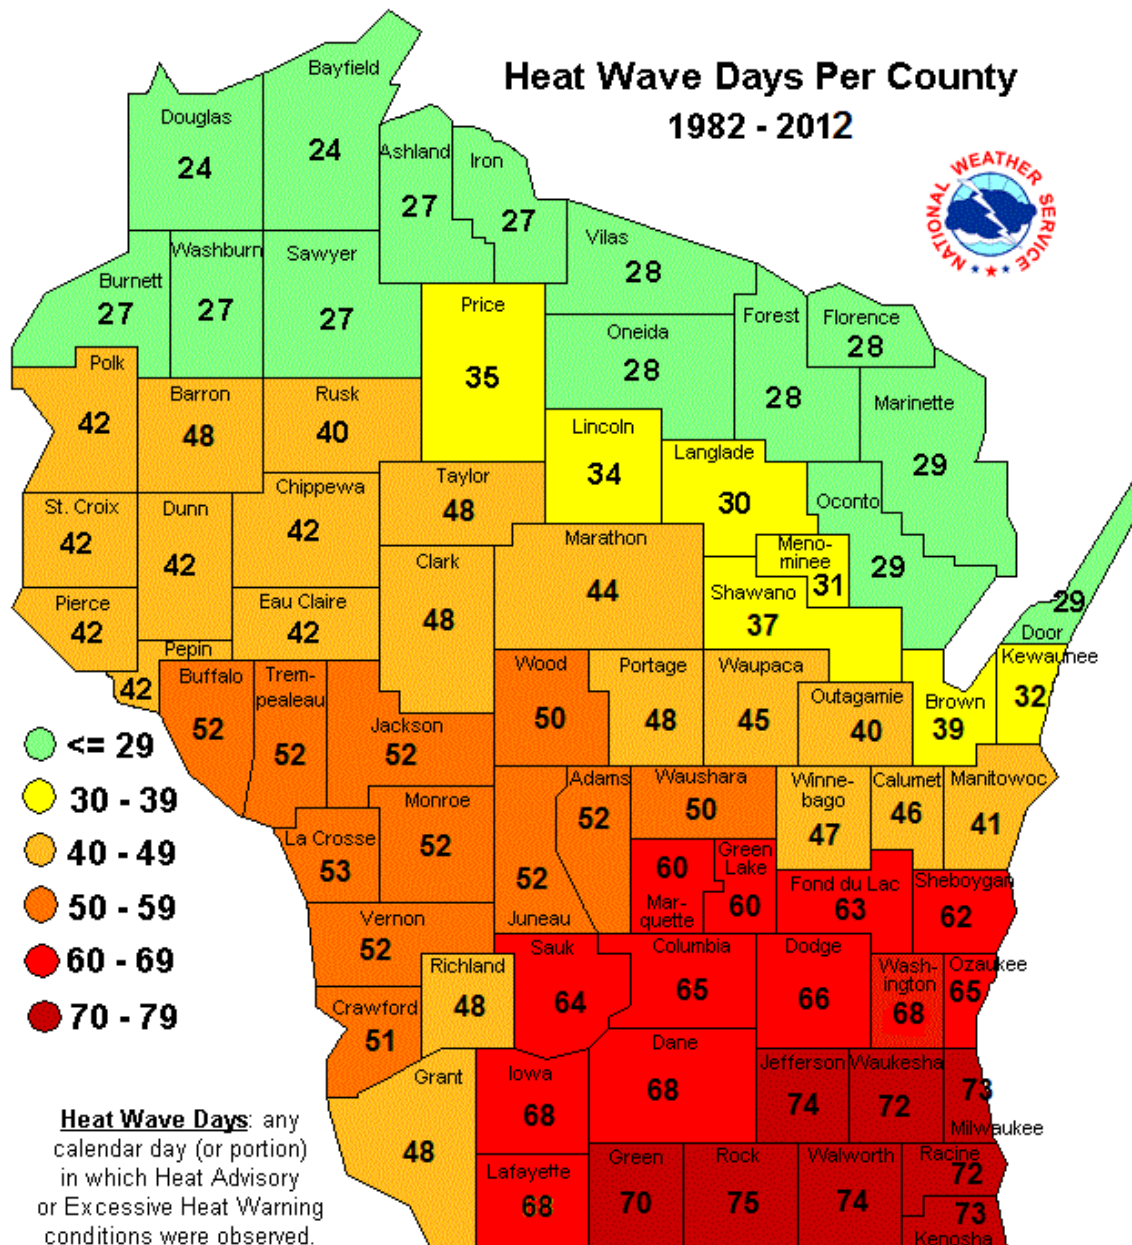 Heat Wave Days Per County
1982 - 2012
NATIONAL WEATHER SERVICE
Bayfield
24
Douglas
24
Ashland
27
Iron
27
Vilas
28
Burnett
27
Washburn
27
Sawyer
27
Price
35
Oneida
28
Forest
28
Florence
28
Marinette
29
Polk
42
Barron
48
Rusk
40
Lincoln
34
Langlade
30
Oconto
29
Taylor
48
Chippewa
42
St. Croix
42
Dunn
42
Marathon
44
Clark
48
Meno-
minee
31
Shawano
37
Door
29
Pierce
42
Eau Claire
42
Pepin
42
Buffalo
52
Trem-
pealeau
52
Jackson
52
Wood
50
Portage
48
Waupaca
45
Outagamie
40
Brown
39
Kewaunee
32
<= 29
30 - 39
40 - 49
50 - 59
60 - 69
70 - 79
Monroe
52
La Crosse
53
Juneau
52
Adams
52
Waushara
50
Winne-
bago
47
Calumet
46
Manitowoc
41
Mar-
quette
60
Green
Lake
60
Fond du Lac
63
Sheboygan
62
Vernon
52
Crawford
51
Richland
48
Sauk
64
Columbia
65
Dodge
66
Wash-
ington
68
Ozaukee
65
Grant
48
Iowa
68
Dane
68
Jefferson
74
Waukesha
72
Milwaukee
73
Lafayette
68
Green
70
Rock
75
Walworth
74
Racine
72
Kenosha
73
Heat Wave Days: any
calendar day (or portion)
in which Heat Advisory
or Excessive Heat Warning
conditions were observed.